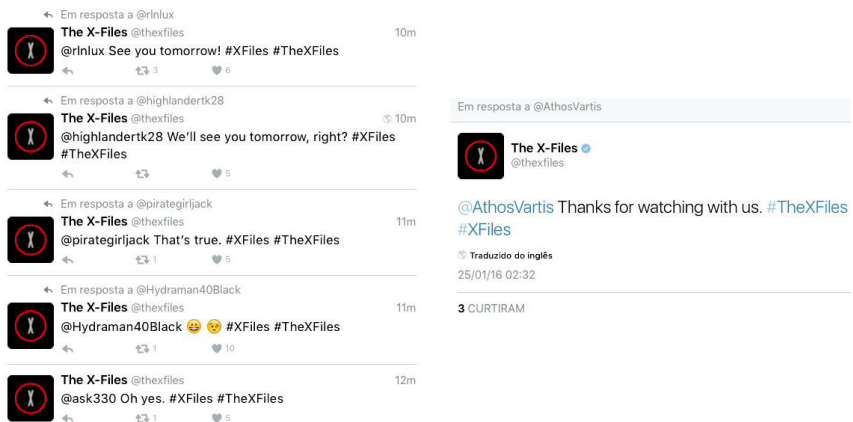 Em resposta a @rlnlux
The X-Files @thexfiles 10m
@rlnlux See you tomorrow! #XFiles #TheXFiles
3 6
Em resposta a @highlandertk28
The X-Files @thexfiles 10m
@highlandertk28 We'll see you tomorrow, right? #XFiles
#TheXFiles
5
Em resposta a @pirategirljack
The X-Files @thexfiles 11m
@pirategirljack That's true. #XFiles #TheXFiles
1 5
Em resposta a @Hydraman40Black
The X-Files @thexfiles 11m
@Hydraman40Black 😄 😉 #XFiles #TheXFiles
1 10
The X-Files @thexfiles 12m
@ask330 Oh yes. #XFiles #TheXFiles
1 5
Em resposta a @AthosVartis
The X-Files
@thexfiles
@AthosVartis Thanks for watching with us. #TheXFiles
#XFiles
Traduzido do inglês
25/01/16 02:32
3 CURTIRAM